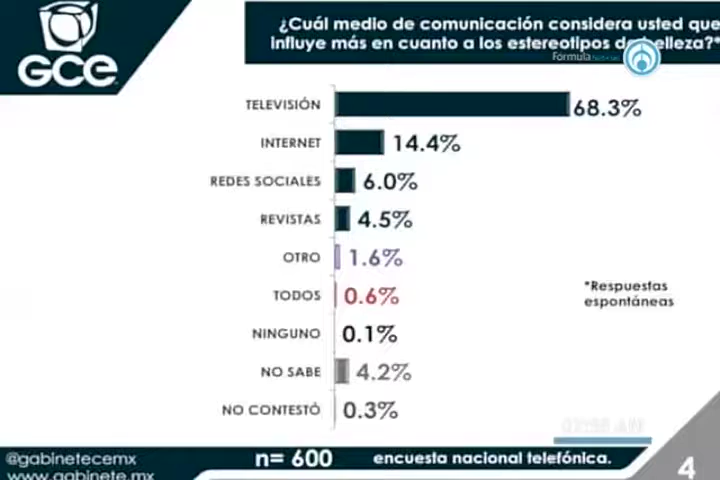 GCE
¿Cuál medio de comunicación considera usted que
influye más en cuanto a los estereotipos de belleza?*
Fórmula
TELEVISIÓN 68.3%
INTERNET 14.4%
REDES SOCIALES 6.0%
REVISTAS 4.5%
OTRO 1.6%
TODOS 0.6%
NINGUNO 0.1%
NO SABE 4.2%
NO CONTESTÓ 0.3%
*Respuestas
espontáneas
@gabinetecemx
www.gabinete.mx
n= 600 encuesta nacional telefónica.
4